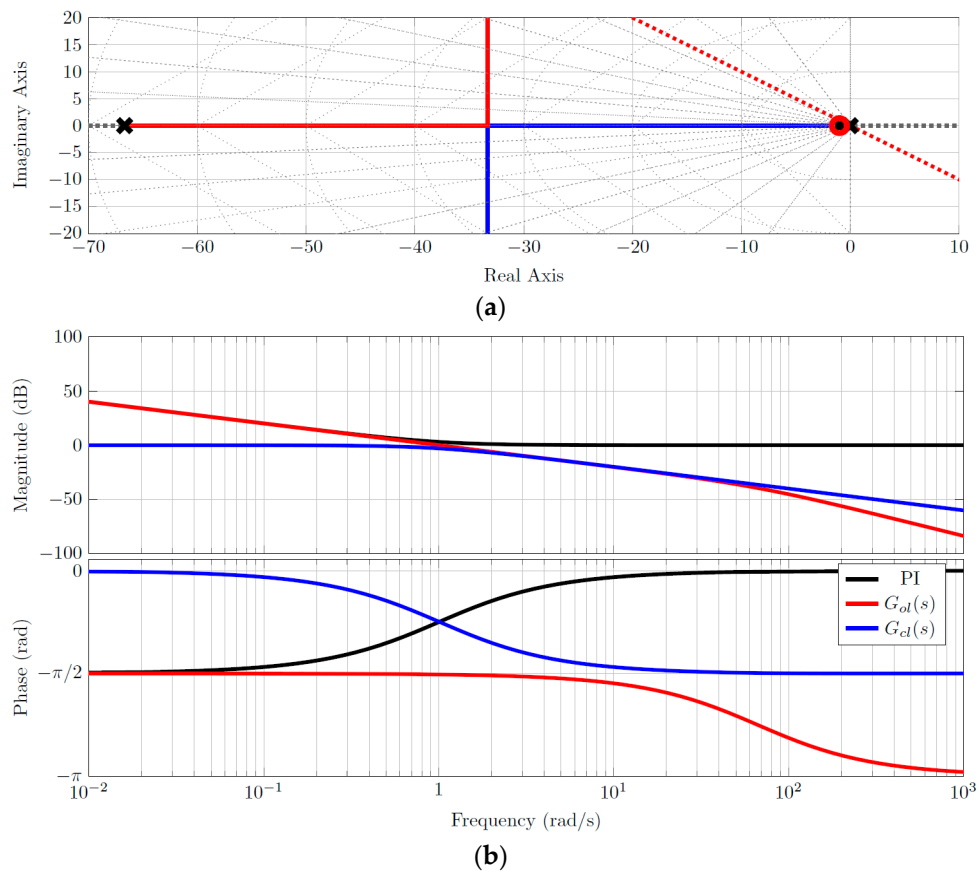 20
15
10
5
0
−5
−10
−15
−20
Imaginary Axis
−70 −60 −50 −40 −30 −20 −10 0 10
Real Axis
(a)
100
50
0
−50
−100
Magnitude (dB)
0
−π/2
−π
Phase (rad)
PI
G_ol(s)
G_cl(s)
10^−2 10^−1 1 10^1 10^2 10^3
Frequency (rad/s)
(b)